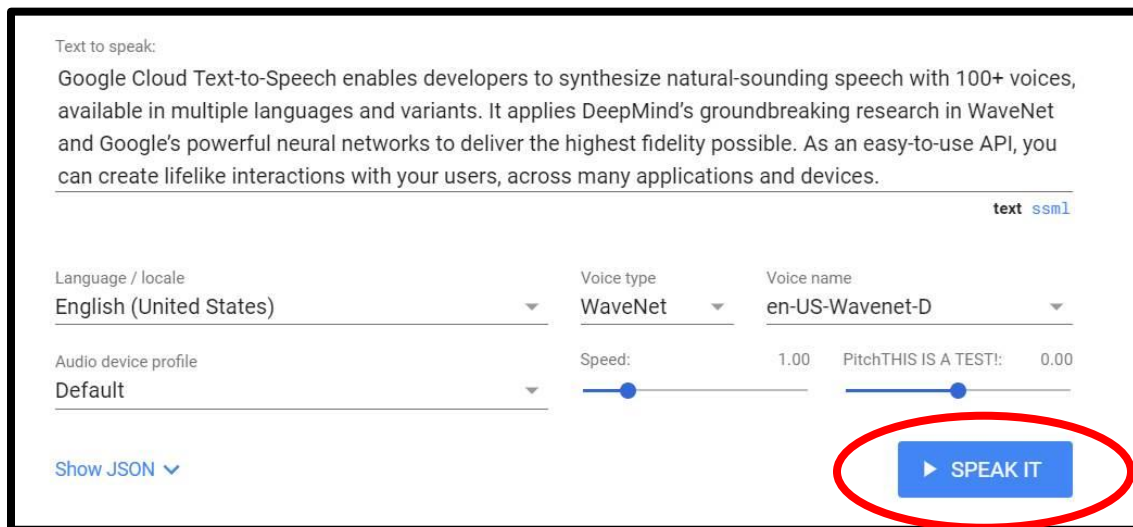 Text to speak:
Google Cloud Text-to-Speech enables developers to synthesize natural-sounding speech with 100+ voices,
available in multiple languages and variants. It applies DeepMind’s groundbreaking research in WaveNet
and Google’s powerful neural networks to deliver the highest fidelity possible. As an easy-to-use API, you
can create lifelike interactions with your users, across many applications and devices.
text ssml
Language / locale Voice type Voice name
English (United States) WaveNet en-US-Wavenet-D
Audio device profile Speed: 1.00 PitchTHIS IS A TEST!: 0.00
Default
Show JSON SPEAK IT